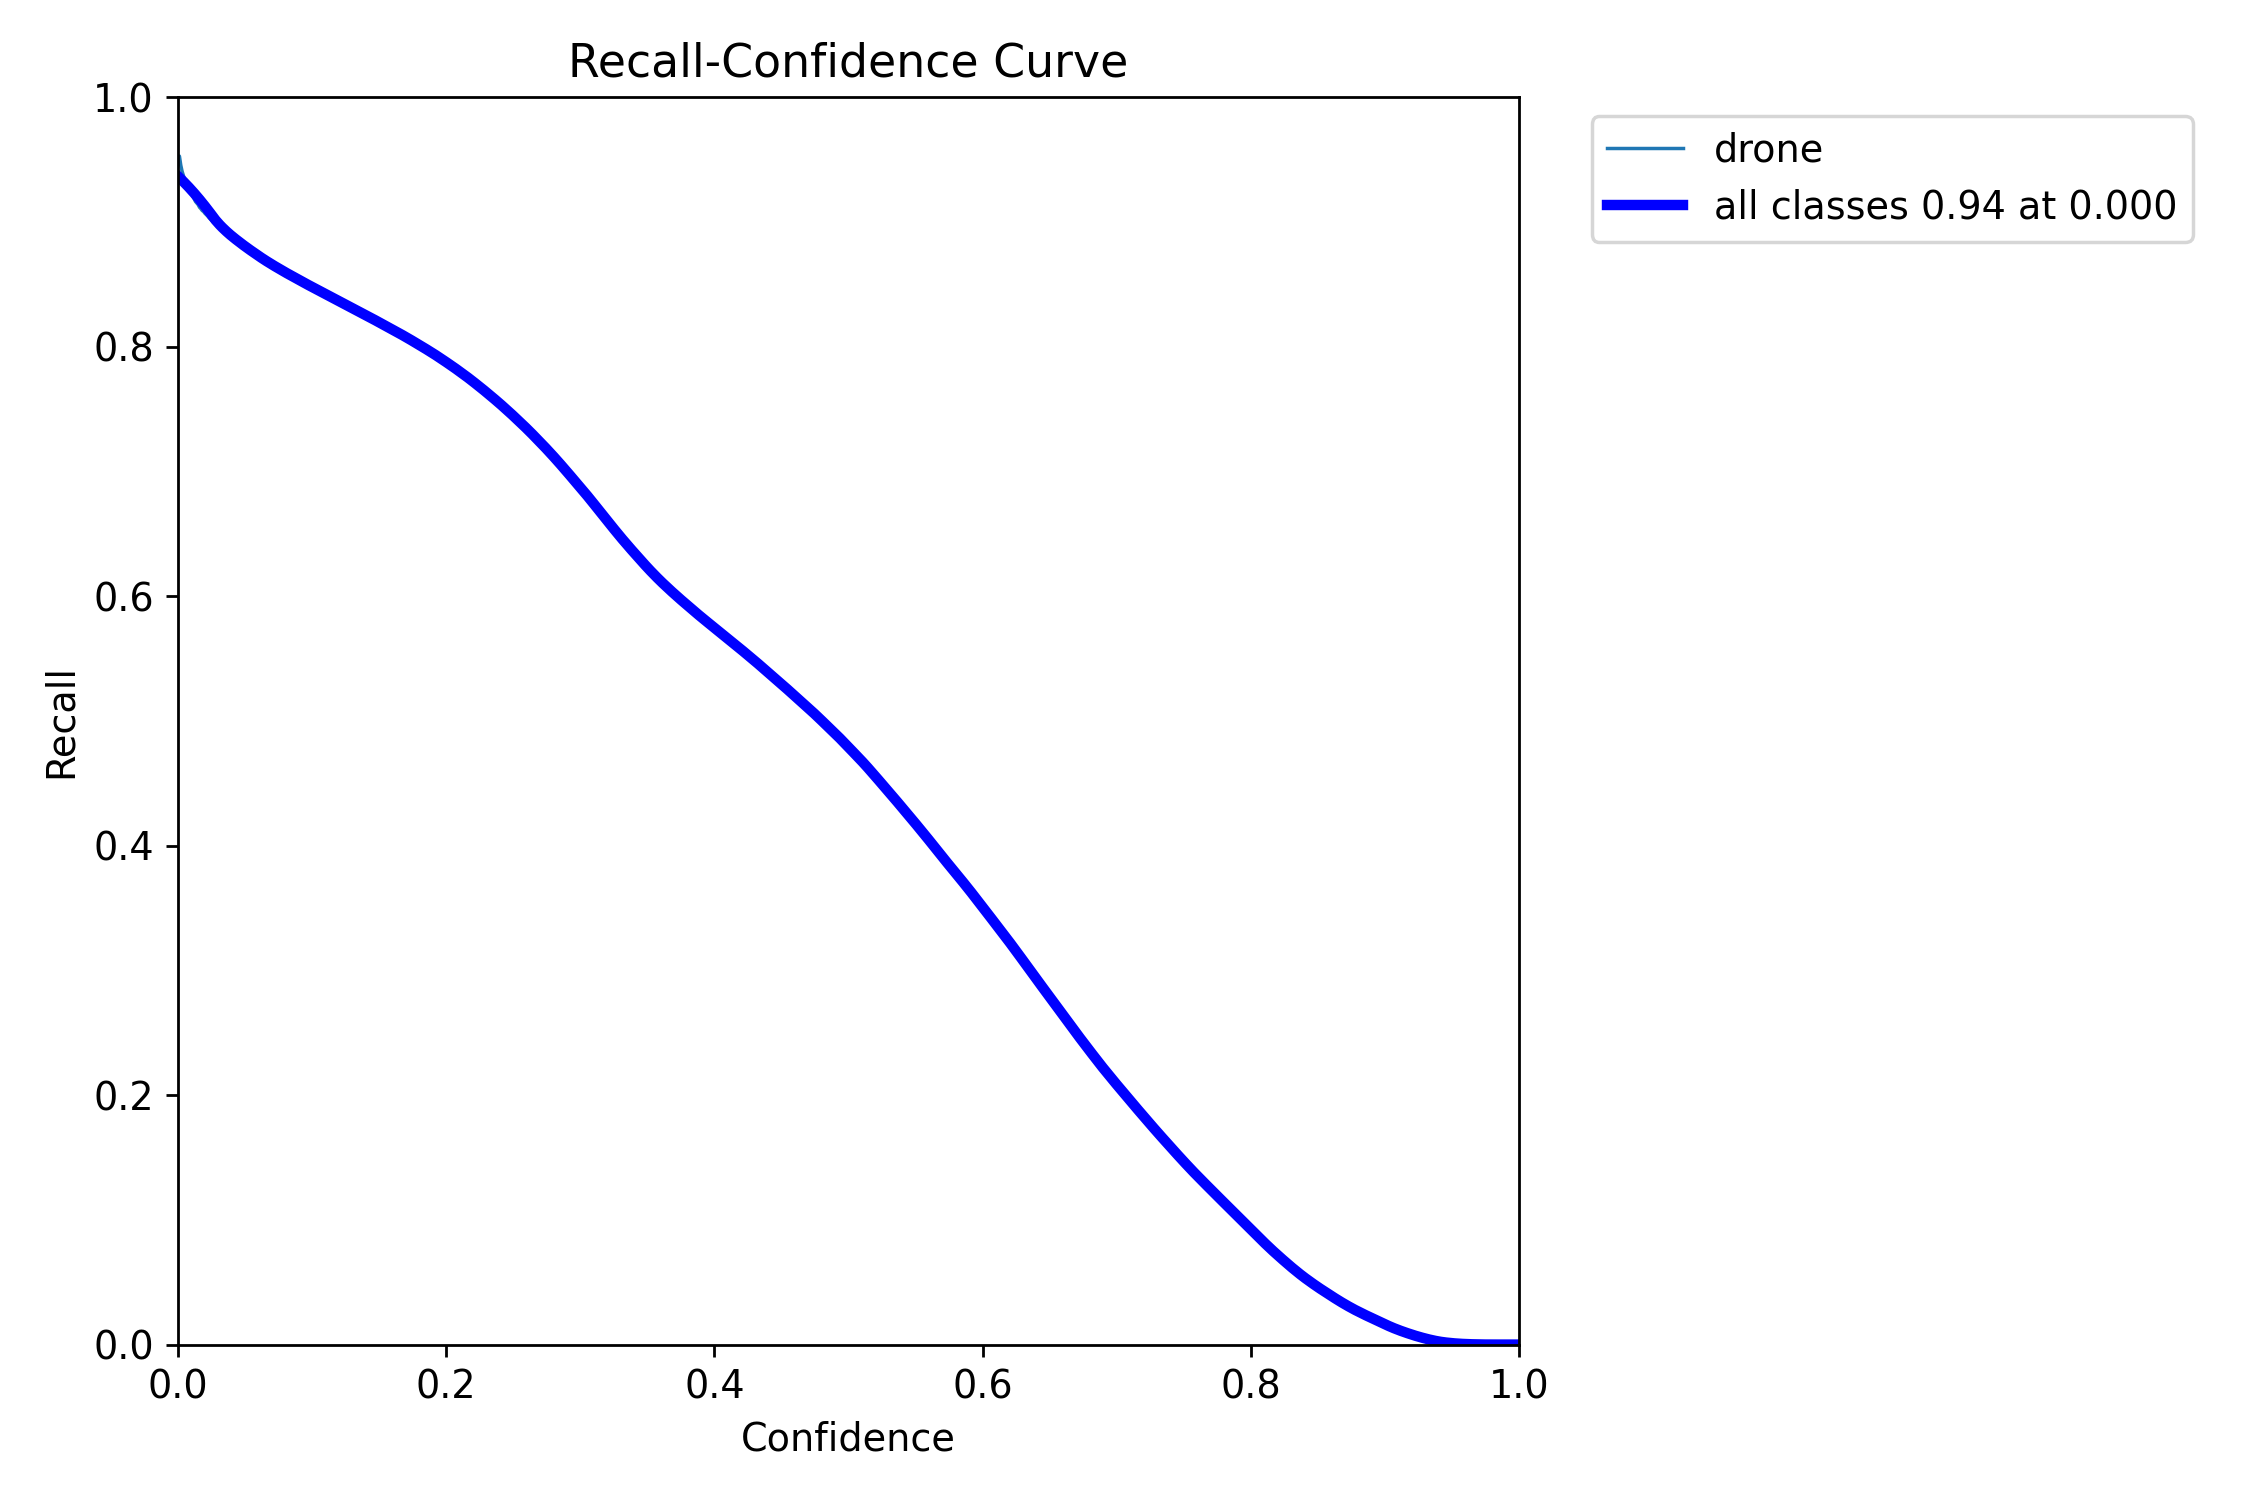 Recall-Confidence Curve
1.0
0.8
0.6
0.4
0.2
0.0
Recall
0.0 0.2 0.4 0.6 0.8 1.0
Confidence
drone
all classes 0.94 at 0.000